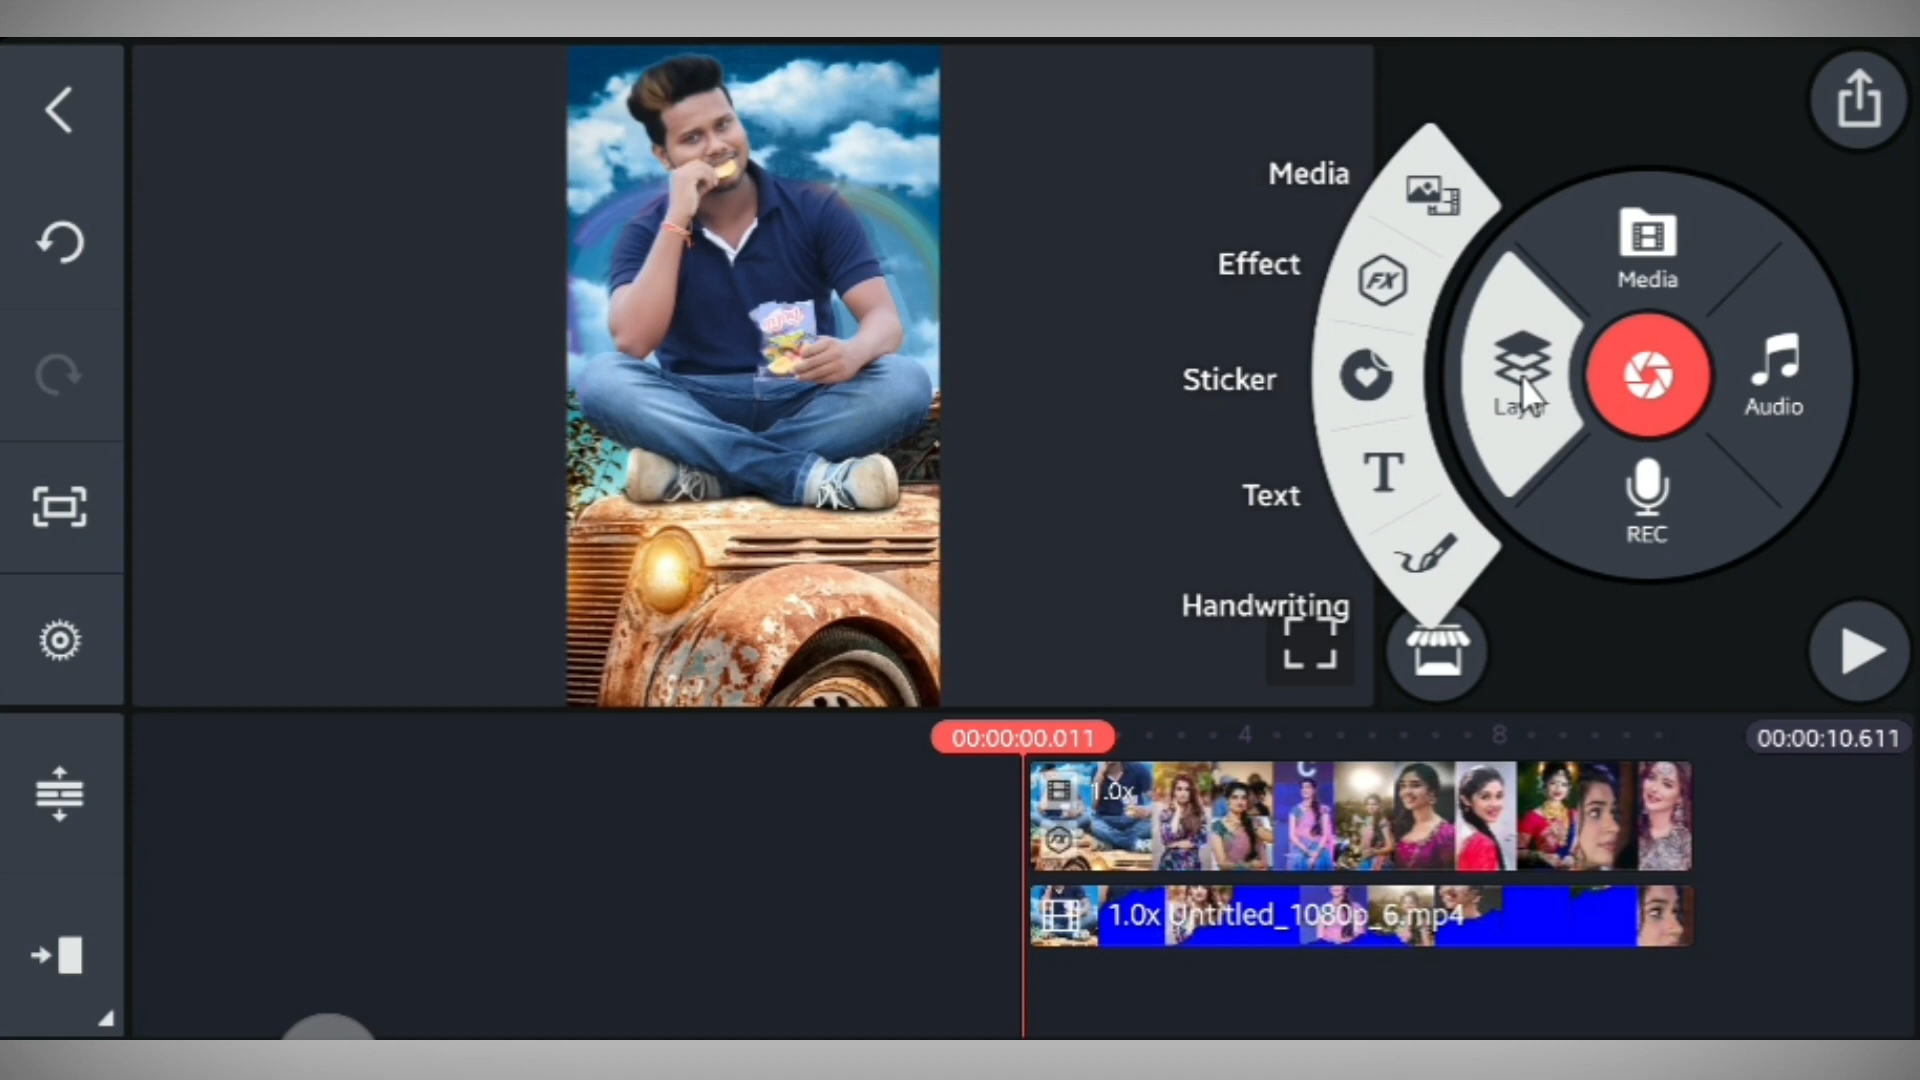 Media
Effect
Sticker
Text
Handwriting
Media
Layer
Audio
REC
00:00:00.011
4
8
00:00:10.611
1.0x
1.0x Untitled_1080p_6.mp4